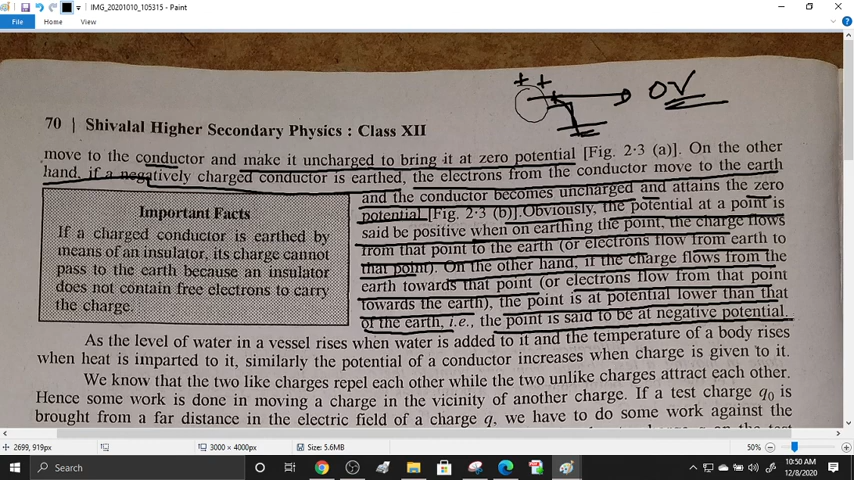 IMG_20201010_105315 - Paint
File Home View
+ +
+
0V
70 | Shivalal Higher Secondary Physics : Class XII
move to the conductor and make it uncharged to bring it at zero potential [Fig. 2·3 (a)]. On the other
hand, if a negatively charged conductor is earthed, the electrons from the conductor move to the earth
and the conductor becomes uncharged and attains the zero
potential [Fig. 2·3 (b)].Obviously, the potential at a point is
said be positive when on earthing the point, the charge flows
from that point to the earth (or electrons flow from earth to
that point). On the other hand, if the charge flows from the
earth towards that point (or electrons flow from that point
towards the earth), the point is at potential lower than that
of the earth, i.e., the point is said to be at negative potential.
Important Facts
If a charged conductor is earthed by
means of an insulator, its charge cannot
pass to the earth because an insulator
does not contain free electrons to carry
the charge.
As the level of water in a vessel rises when water is added to it and the temperature of a body rises
when heat is imparted to it, similarly the potential of a conductor increases when charge is given to it.
We know that the two like charges repel each other while the two unlike charges attract each other.
Hence some work is done in moving a charge in the vicinity of another charge. If a test charge q0 is
brought from a far distance in the electric field of a charge q, we have to do some work against the
2699, 919px
3000 × 4000px
Size: 5.6MB
50%
Search
10:50 AM
12/8/2020